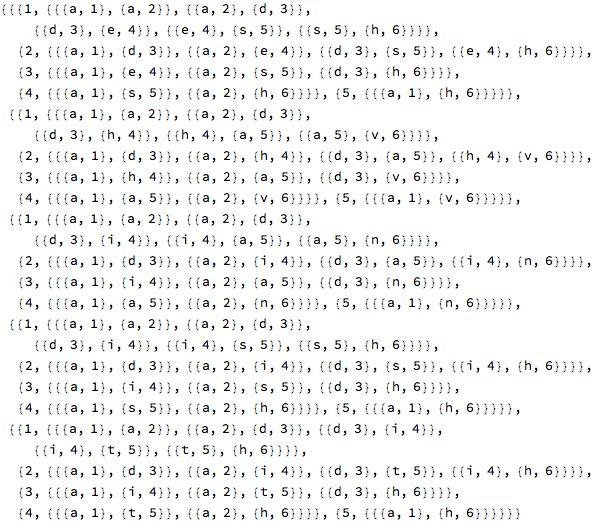 {{{1, {{{a, 1}, {a, 2}}, {{a, 2}, {d, 3}},
{{d, 3}, {e, 4}}, {{e, 4}, {s, 5}}, {{s, 5}, {h, 6}}}},
{2, {{{a, 1}, {d, 3}}, {{a, 2}, {e, 4}}, {{d, 3}, {s, 5}}, {{e, 4}, {h, 6}}}},
{3, {{{a, 1}, {e, 4}}, {{a, 2}, {s, 5}}, {{d, 3}, {h, 6}}}},
{4, {{{a, 1}, {s, 5}}, {{a, 2}, {h, 6}}}}, {5, {{{a, 1}, {h, 6}}}}},
{{1, {{{a, 1}, {a, 2}}, {{a, 2}, {d, 3}},
{{d, 3}, {h, 4}}, {{h, 4}, {a, 5}}, {{a, 5}, {v, 6}}}},
{2, {{{a, 1}, {d, 3}}, {{a, 2}, {h, 4}}, {{d, 3}, {a, 5}}, {{h, 4}, {v, 6}}}},
{3, {{{a, 1}, {h, 4}}, {{a, 2}, {a, 5}}, {{d, 3}, {v, 6}}}},
{4, {{{a, 1}, {a, 5}}, {{a, 2}, {v, 6}}}}, {5, {{{a, 1}, {v, 6}}}}},
{{1, {{{a, 1}, {a, 2}}, {{a, 2}, {d, 3}},
{{d, 3}, {i, 4}}, {{i, 4}, {a, 5}}, {{a, 5}, {n, 6}}}},
{2, {{{a, 1}, {d, 3}}, {{a, 2}, {i, 4}}, {{d, 3}, {a, 5}}, {{i, 4}, {n, 6}}}},
{3, {{{a, 1}, {i, 4}}, {{a, 2}, {a, 5}}, {{d, 3}, {n, 6}}}},
{4, {{{a, 1}, {a, 5}}, {{a, 2}, {n, 6}}}}, {5, {{{a, 1}, {n, 6}}}}},
{{1, {{{a, 1}, {a, 2}}, {{a, 2}, {d, 3}},
{{d, 3}, {i, 4}}, {{i, 4}, {s, 5}}, {{s, 5}, {h, 6}}}},
{2, {{{a, 1}, {d, 3}}, {{a, 2}, {i, 4}}, {{d, 3}, {s, 5}}, {{i, 4}, {h, 6}}}},
{3, {{{a, 1}, {i, 4}}, {{a, 2}, {s, 5}}, {{d, 3}, {h, 6}}}},
{4, {{{a, 1}, {s, 5}}, {{a, 2}, {h, 6}}}}, {5, {{{a, 1}, {h, 6}}}}},
{{1, {{{a, 1}, {a, 2}}, {{a, 2}, {d, 3}}, {{d, 3}, {i, 4}},
{{i, 4}, {t, 5}}, {{t, 5}, {h, 6}}}},
{2, {{{a, 1}, {d, 3}}, {{a, 2}, {i, 4}}, {{d, 3}, {t, 5}}, {{i, 4}, {h, 6}}}},
{3, {{{a, 1}, {i, 4}}, {{a, 2}, {t, 5}}, {{d, 3}, {h, 6}}}},
{4, {{{a, 1}, {t, 5}}, {{a, 2}, {h, 6}}}}, {5, {{{a, 1}, {h, 6}}}}}}